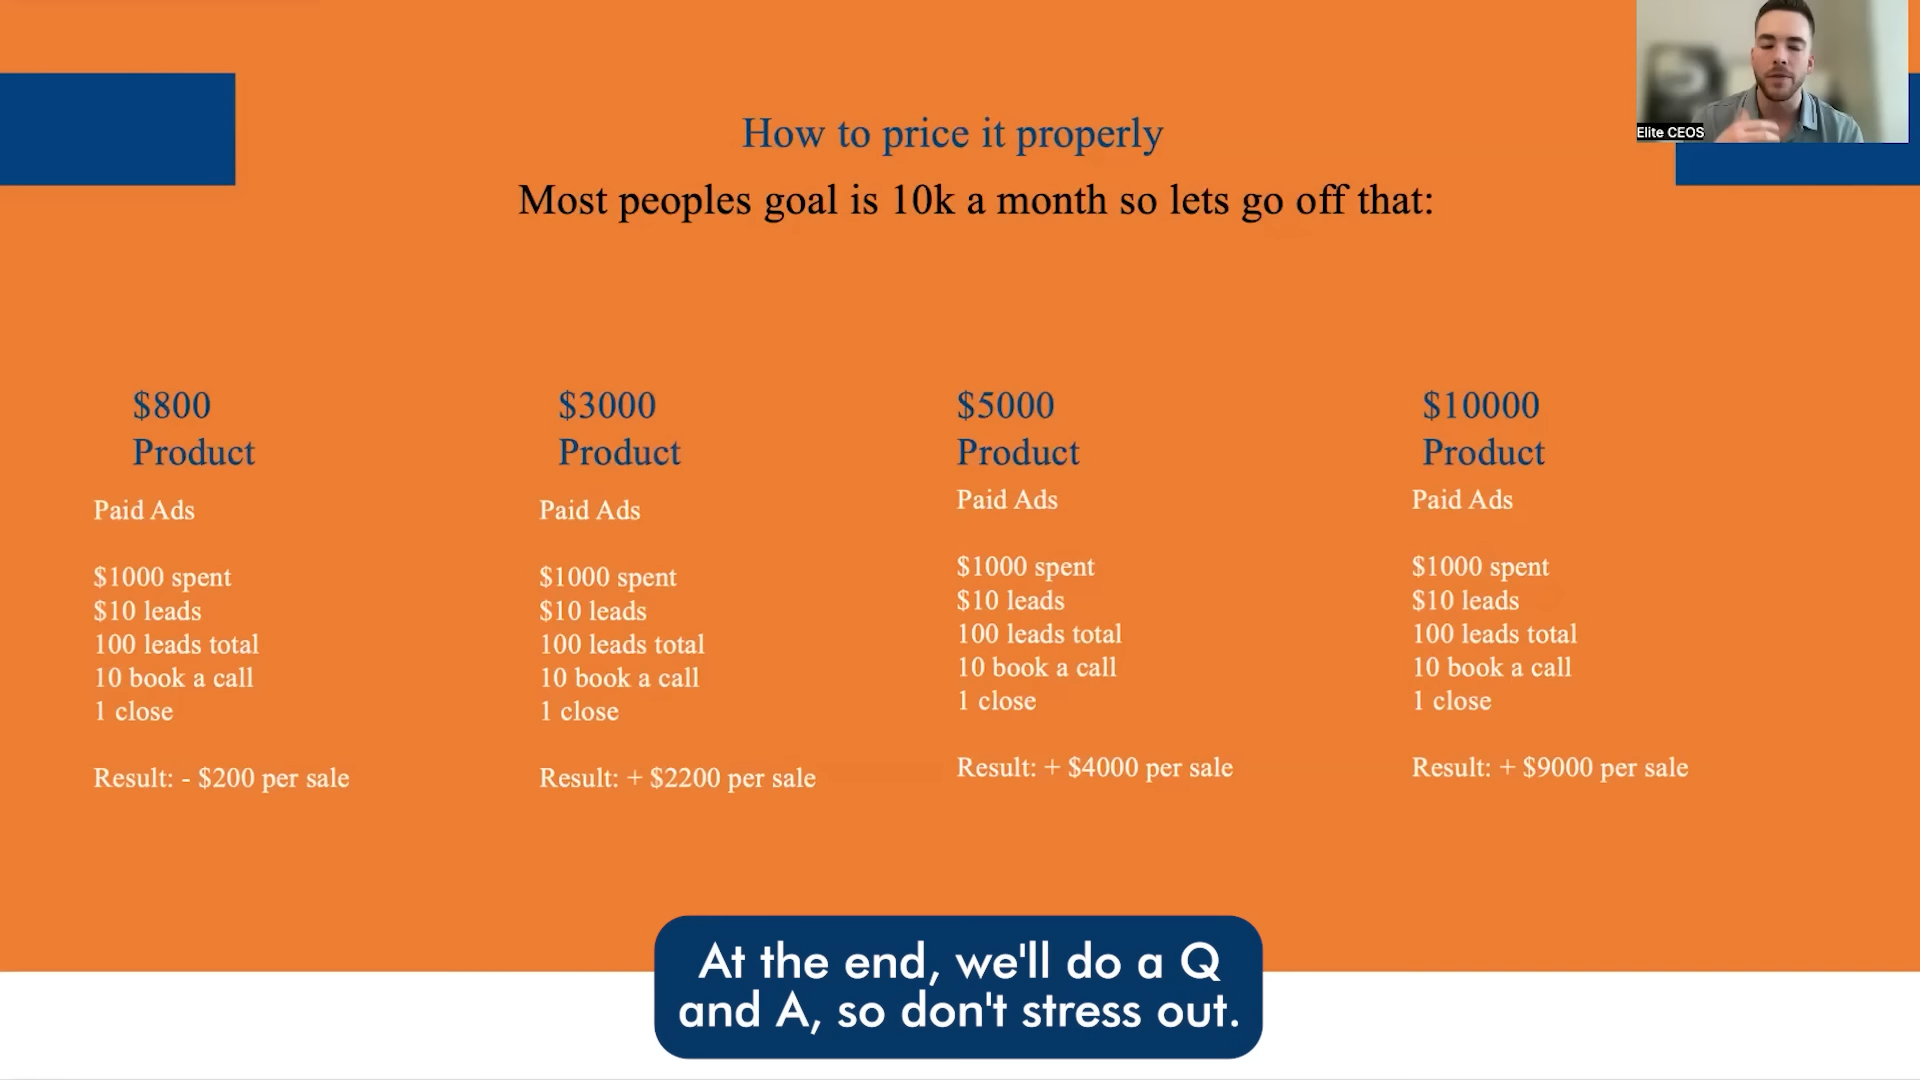 Elite CEOS
How to price it properly
Most peoples goal is 10k a month so lets go off that:
$800
Product
Paid Ads
$1000 spent
$10 leads
100 leads total
10 book a call
1 close
Result: - $200 per sale
$3000
Product
Paid Ads
$1000 spent
$10 leads
100 leads total
10 book a call
1 close
Result: + $2200 per sale
$5000
Product
Paid Ads
$1000 spent
$10 leads
100 leads total
10 book a call
1 close
Result: + $4000 per sale
$10000
Product
Paid Ads
$1000 spent
$10 leads
100 leads total
10 book a call
1 close
Result: + $9000 per sale
At the end, we'll do a Q
and A, so don't stress out.